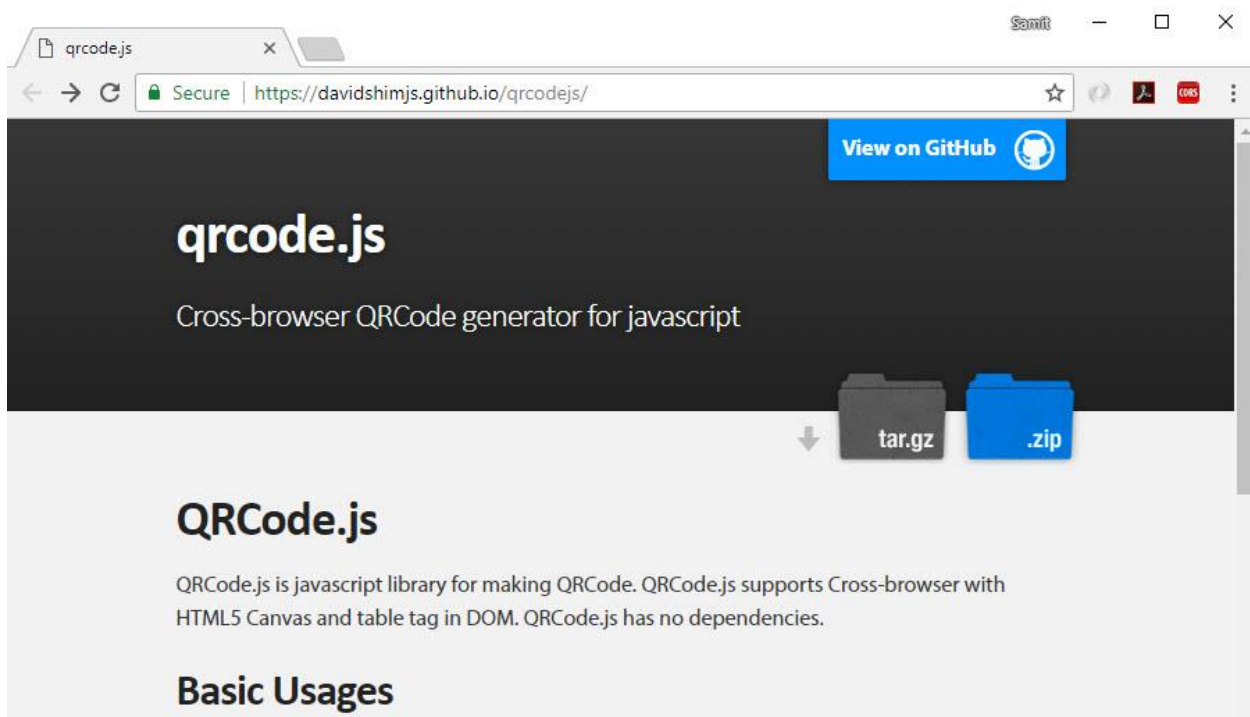 Samit
qrcode.js
Secure | https://davidshimjs.github.io/qrcodejs/
CORS
View on GitHub
qrcode.js
Cross-browser QRCode generator for javascript
tar.gz
.zip
QRCode.js
QRCode.js is javascript library for making QRCode. QRCode.js supports Cross-browser with
HTML5 Canvas and table tag in DOM. QRCode.js has no dependencies.
Basic Usages